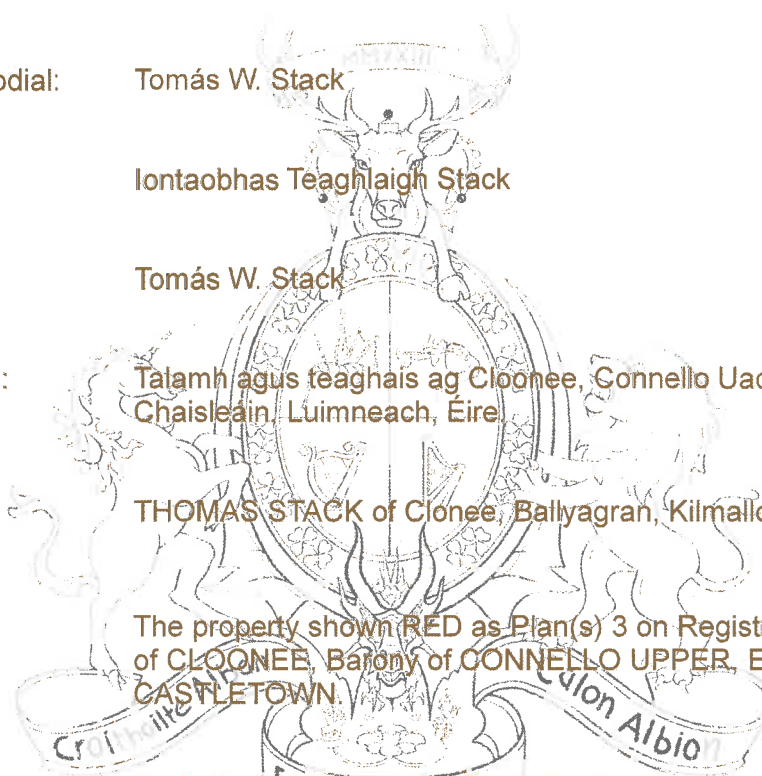 odial: Tomás W. Stack
Iontaobhas Teaghlaigh Stack
Tomás W. Stack
: Talamh agus teaghais ag Cloonee, Connello Uac
Chaisleáin, Luimneach, Éire.
THOMAS STACK of Clonee, Ballyagran, Kilmallo
The property shown RED as Plan(s) 3 on Regist
of CLOONEE, Barony of CONNELLO UPPER, E
CASTLETOWN.
Croí
Albion